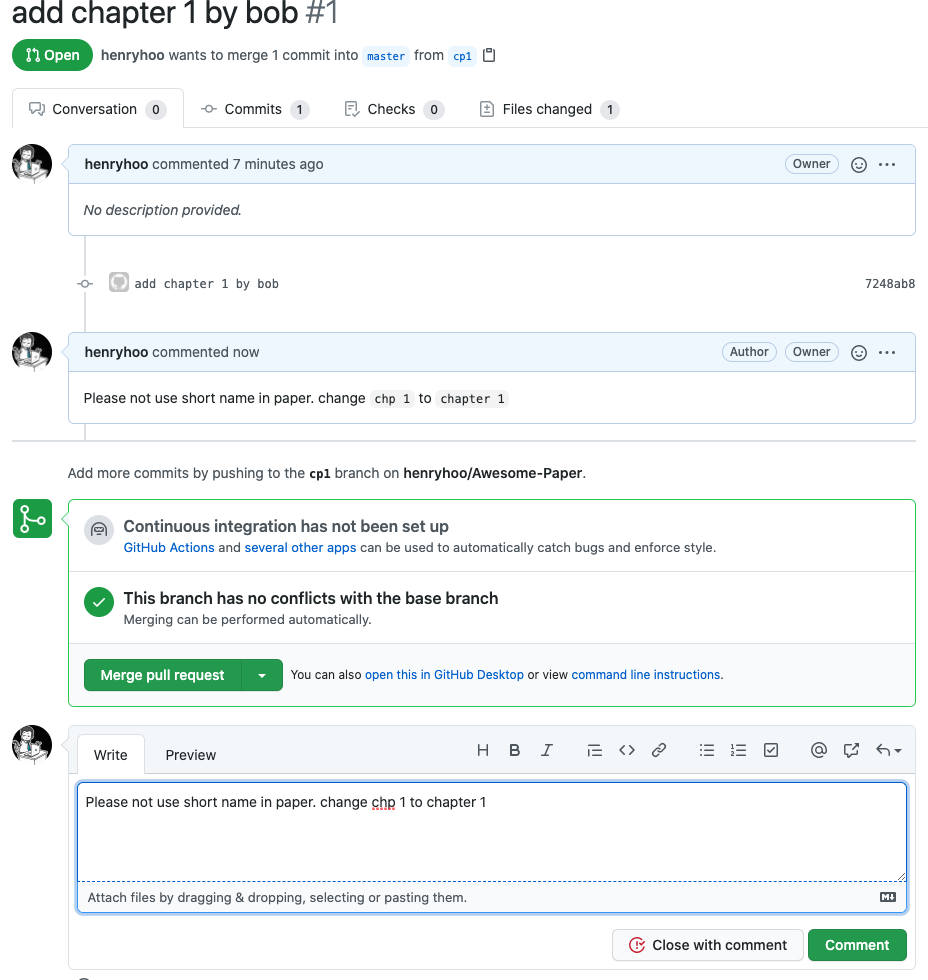 add chapter 1 by bob #1
Open henryhoo wants to merge 1 commit into master from cp1
Conversation 0 Commits 1 Checks 0 Files changed 1
henryhoo commented 7 minutes ago Owner
No description provided.
add chapter 1 by bob 7248ab8
henryhoo commented now Author Owner
Please not use short name in paper. change chp 1 to chapter 1
Add more commits by pushing to the cp1 branch on henryhoo/Awesome-Paper.
Continuous integration has not been set up
GitHub Actions and several other apps can be used to automatically catch bugs and enforce style.
This branch has no conflicts with the base branch
Merging can be performed automatically.
Merge pull request You can also open this in GitHub Desktop or view command line instructions.
Write Preview
Please not use short name in paper. change chp 1 to chapter 1
Attach files by dragging & dropping, selecting or pasting them.
Close with comment Comment